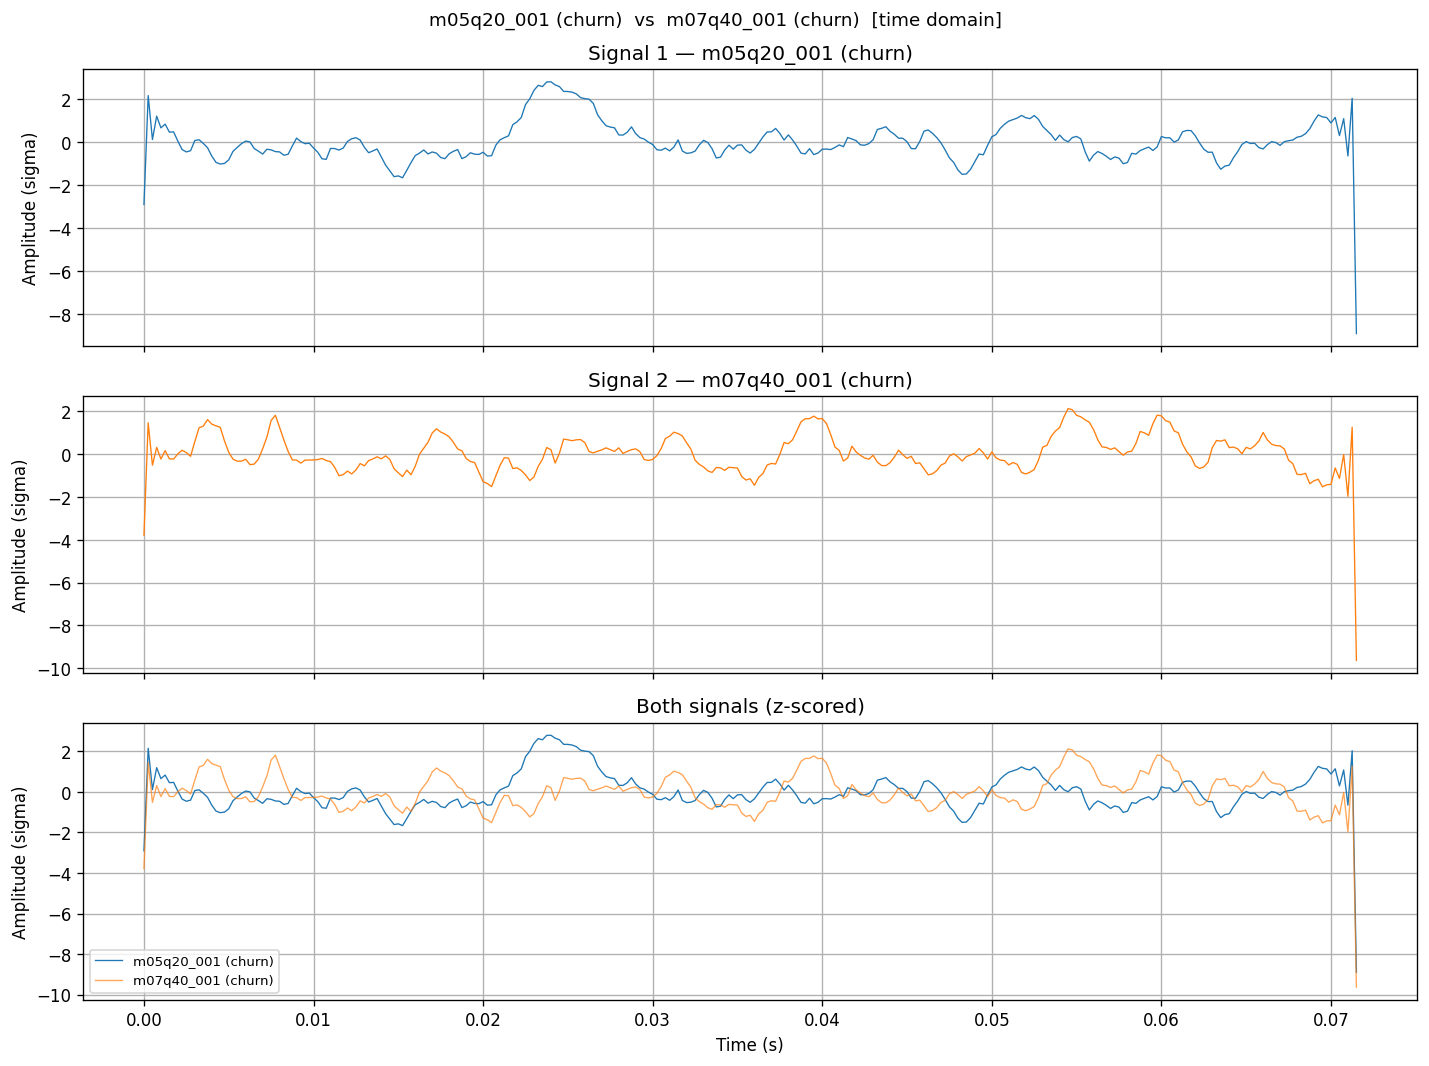 m05q20_001 (churn)  vs  m07q40_001 (churn)  [time domain]
Signal 1 — m05q20_001 (churn)
Amplitude (sigma)
2
0
−2
−4
−6
−8
Signal 2 — m07q40_001 (churn)
Amplitude (sigma)
2
0
−2
−4
−6
−8
−10
Both signals (z-scored)
Amplitude (sigma)
2
0
−2
−4
−6
−8
−10
m05q20_001 (churn)
m07q40_001 (churn)
0.00 0.01 0.02 0.03 0.04 0.05 0.06 0.07
Time (s)